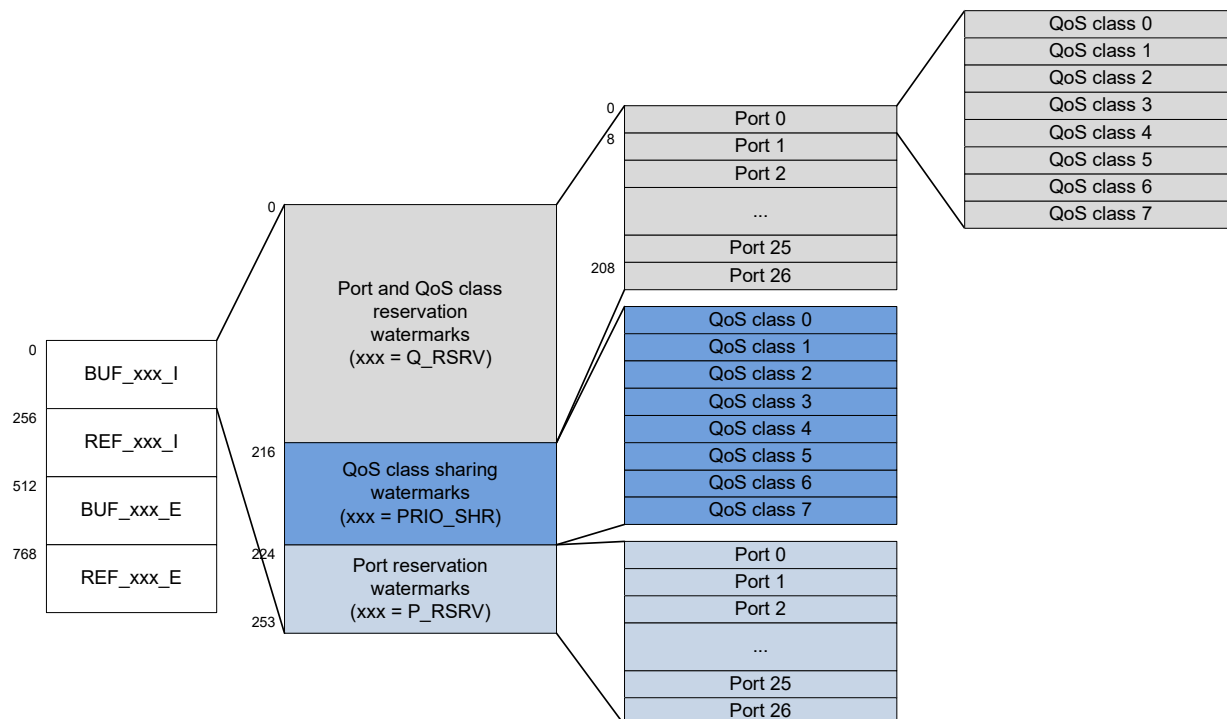 0
BUF_xxx_I
256
REF_xxx_I
512
BUF_xxx_E
768
REF_xxx_E
0
Port and QoS class
reservation
watermarks
(xxx = Q_RSRV)
216
QoS class sharing
watermarks
(xxx = PRIO_SHR)
224
Port reservation
watermarks
(xxx = P_RSRV)
253
0
Port 0
8
Port 1
Port 2
...
Port 25
208
Port 26
QoS class 0
QoS class 1
QoS class 2
QoS class 3
QoS class 4
QoS class 5
QoS class 6
QoS class 7
Port 0
Port 1
Port 2
...
Port 25
Port 26
QoS class 0
QoS class 1
QoS class 2
QoS class 3
QoS class 4
QoS class 5
QoS class 6
QoS class 7